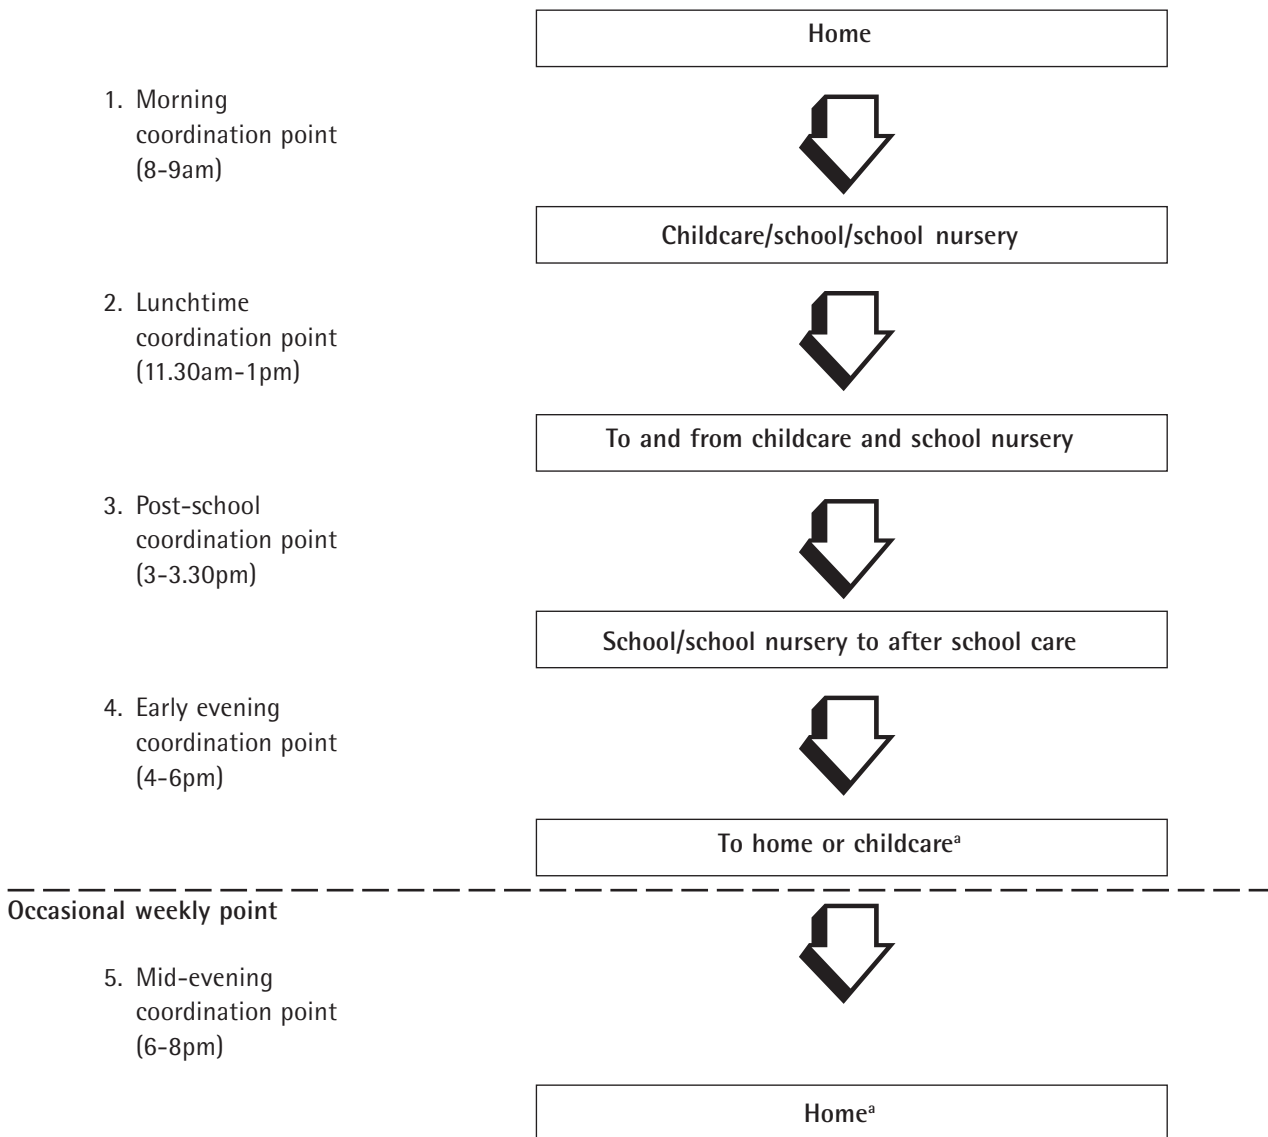 Home
1. Morning
coordination point
(8-9am)
Childcare/school/school nursery
2. Lunchtime
coordination point
(11.30am-1pm)
To and from childcare and school nursery
3. Post-school
coordination point
(3-3.30pm)
School/school nursery to after school care
4. Early evening
coordination point
(4-6pm)
To home or childcareᵃ
Occasional weekly point
5. Mid-evening
coordination point
(6-8pm)
Homeᵃ